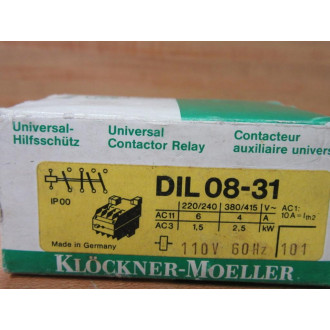 Universal-
Hilfsschütz
Universal
Contactor Relay
Contacteur
auxiliaire univers
IP00
DIL 08-31
220/240 380/415 V~ AC1:
AC11 6 4 A 10A=Ith2
AC3 1,5 2,5 kW
Made in Germany
110V 60Hz 101
KLÖCKNER-MOELLER